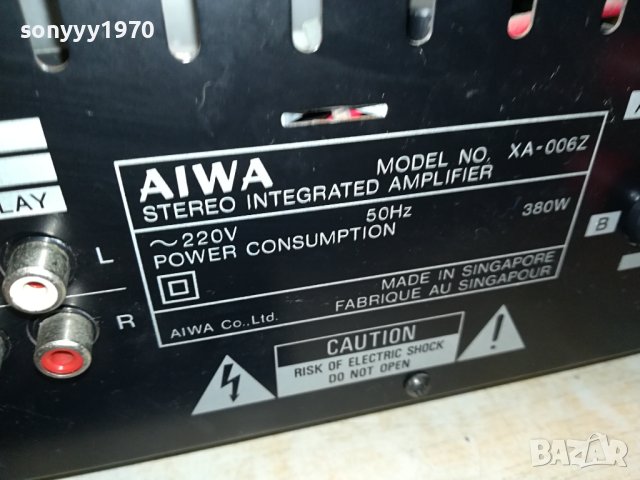 sonyyy1970
AIWA MODEL NO. XA-006Z
STEREO INTEGRATED AMPLIFIER
~220V 50Hz 380W
POWER CONSUMPTION
MADE IN SINGAPORE
FABRIQUE AU SINGAPOUR
AIWA Co., Ltd.
LAY
L
R
B
CAUTION
RISK OF ELECTRIC SHOCK
DO NOT OPEN
BAZAR
bg